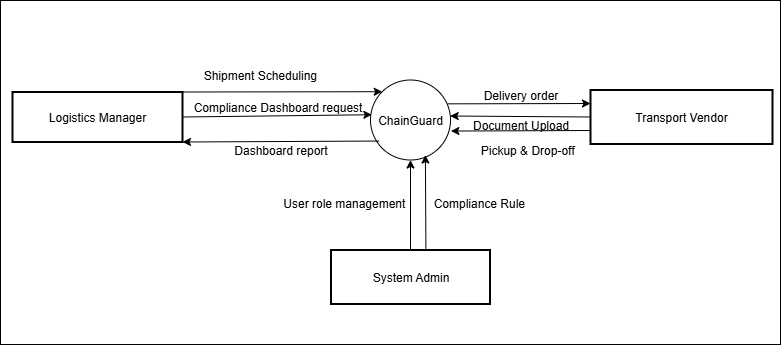 Shipment Scheduling
Logistics Manager
Compliance Dashboard request
Dashboard report
ChainGuard
Delivery order
Document Upload
Pickup & Drop-off
Transport Vendor
User role management
Compliance Rule
System Admin